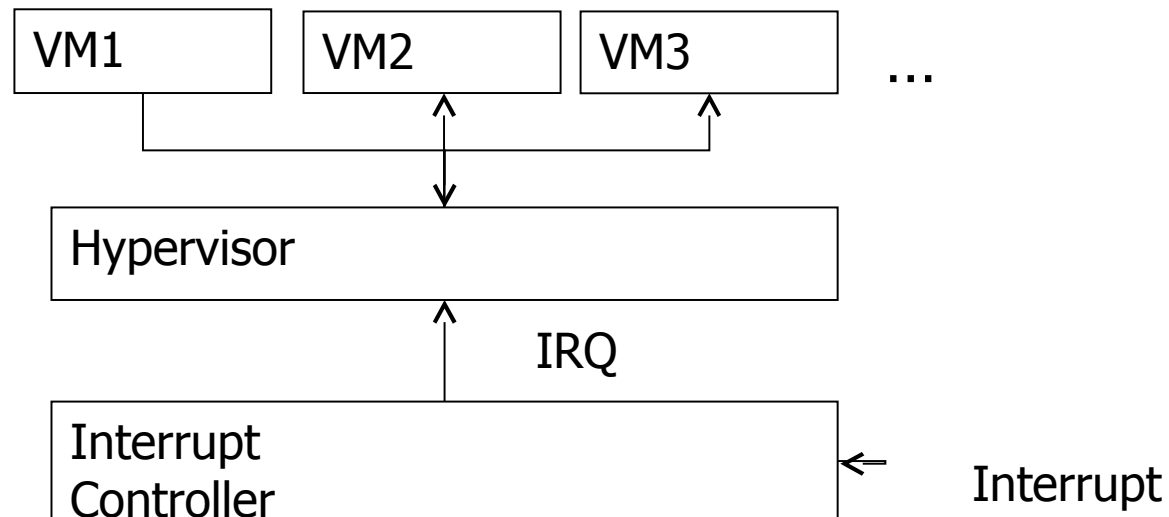 VM1
VM2
VM3
...
Hypervisor
IRQ
Interrupt
Controller
Interrupt